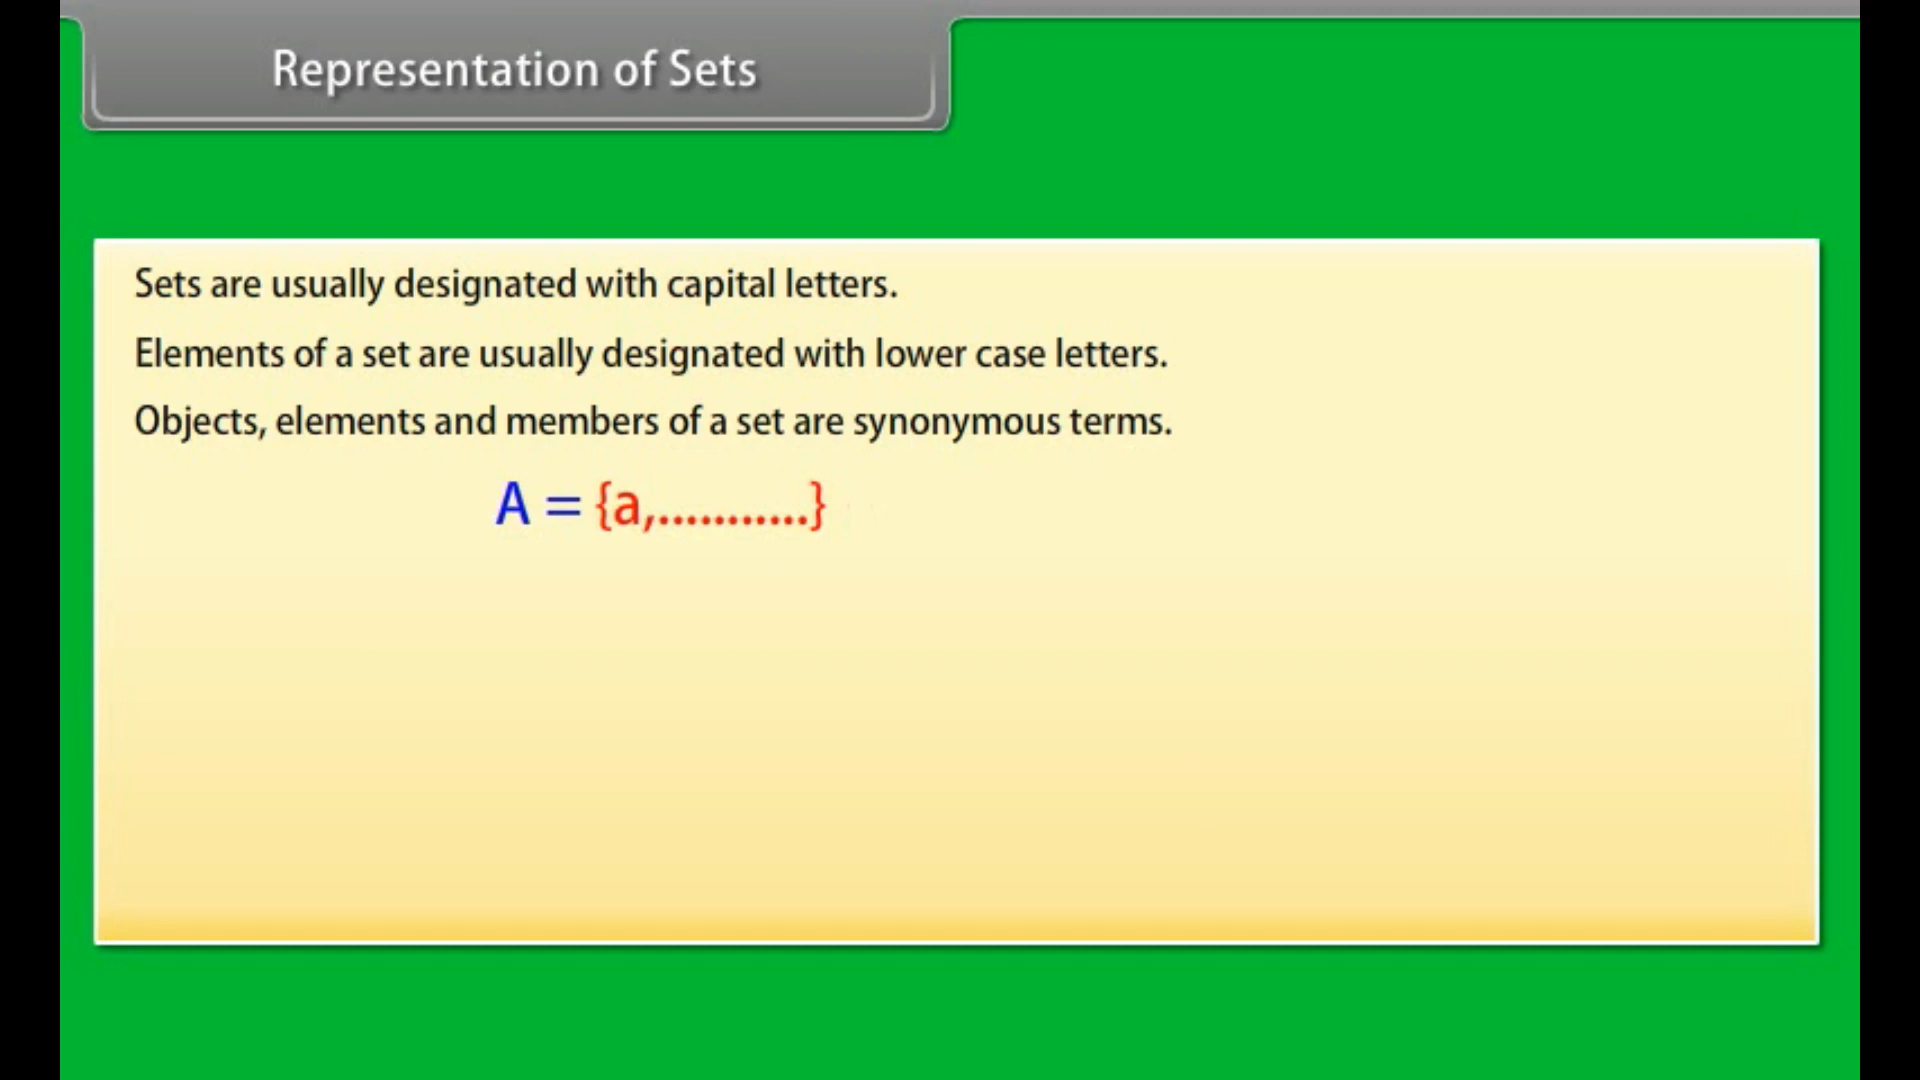 Representation of Sets
Sets are usually designated with capital letters.
Elements of a set are usually designated with lower case letters.
Objects, elements and members of a set are synonymous terms.
A = {a,...........}